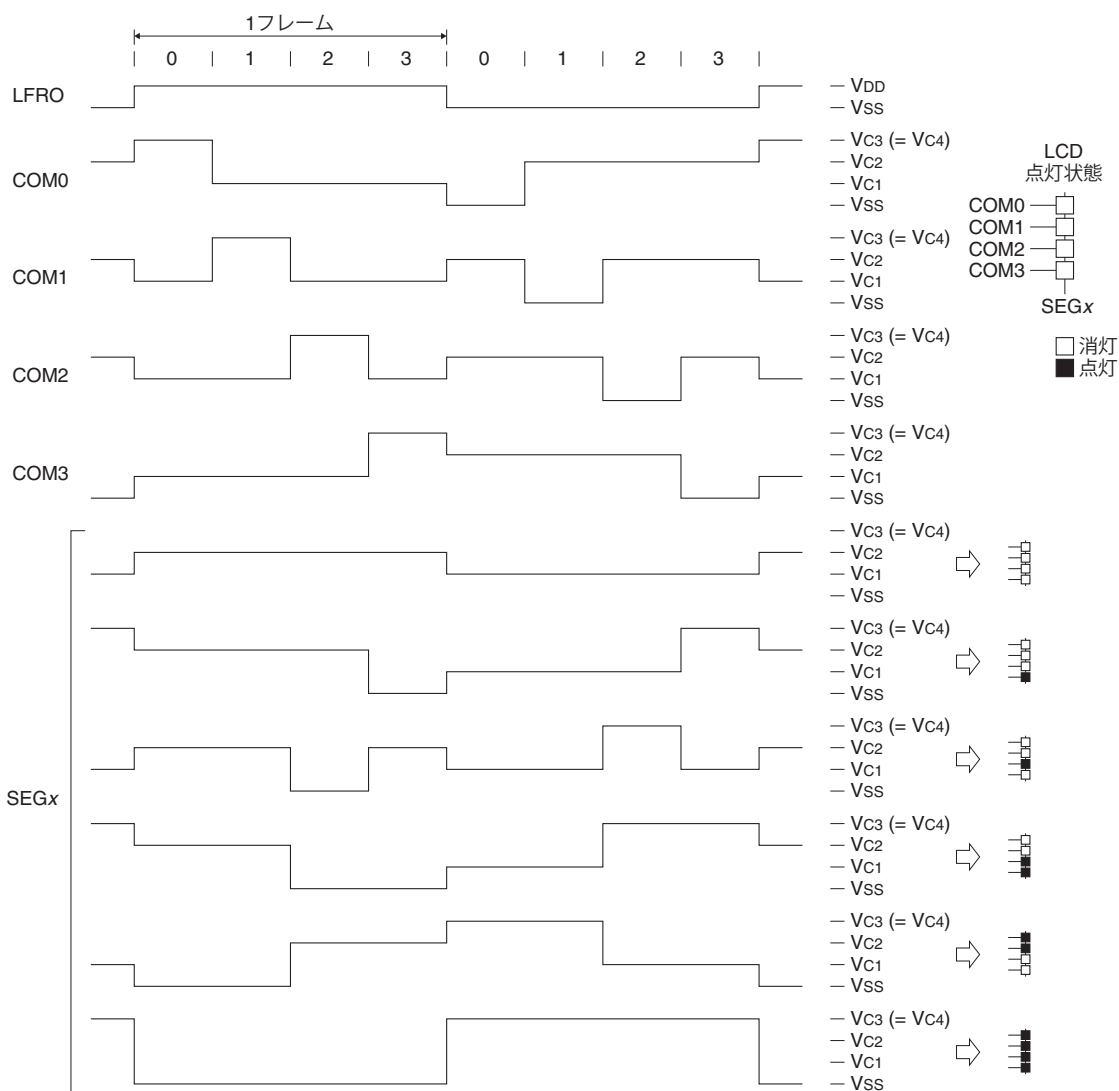 1フレーム
0 1 2 3 0 1 2 3
LFRO
VDD
VSS
COM0
VC3 (= VC4)
VC2
VC1
VSS
COM1
VC3 (= VC4)
VC2
VC1
VSS
COM2
VC3 (= VC4)
VC2
VC1
VSS
COM3
VC3 (= VC4)
VC2
VC1
VSS
LCD
点灯状態
COM0
COM1
COM2
COM3
SEGx
消灯
点灯
SEGx
VC3 (= VC4)
VC2
VC1
VSS
VC3 (= VC4)
VC2
VC1
VSS
VC3 (= VC4)
VC2
VC1
VSS
VC3 (= VC4)
VC2
VC1
VSS
VC3 (= VC4)
VC2
VC1
VSS
VC3 (= VC4)
VC2
VC1
VSS